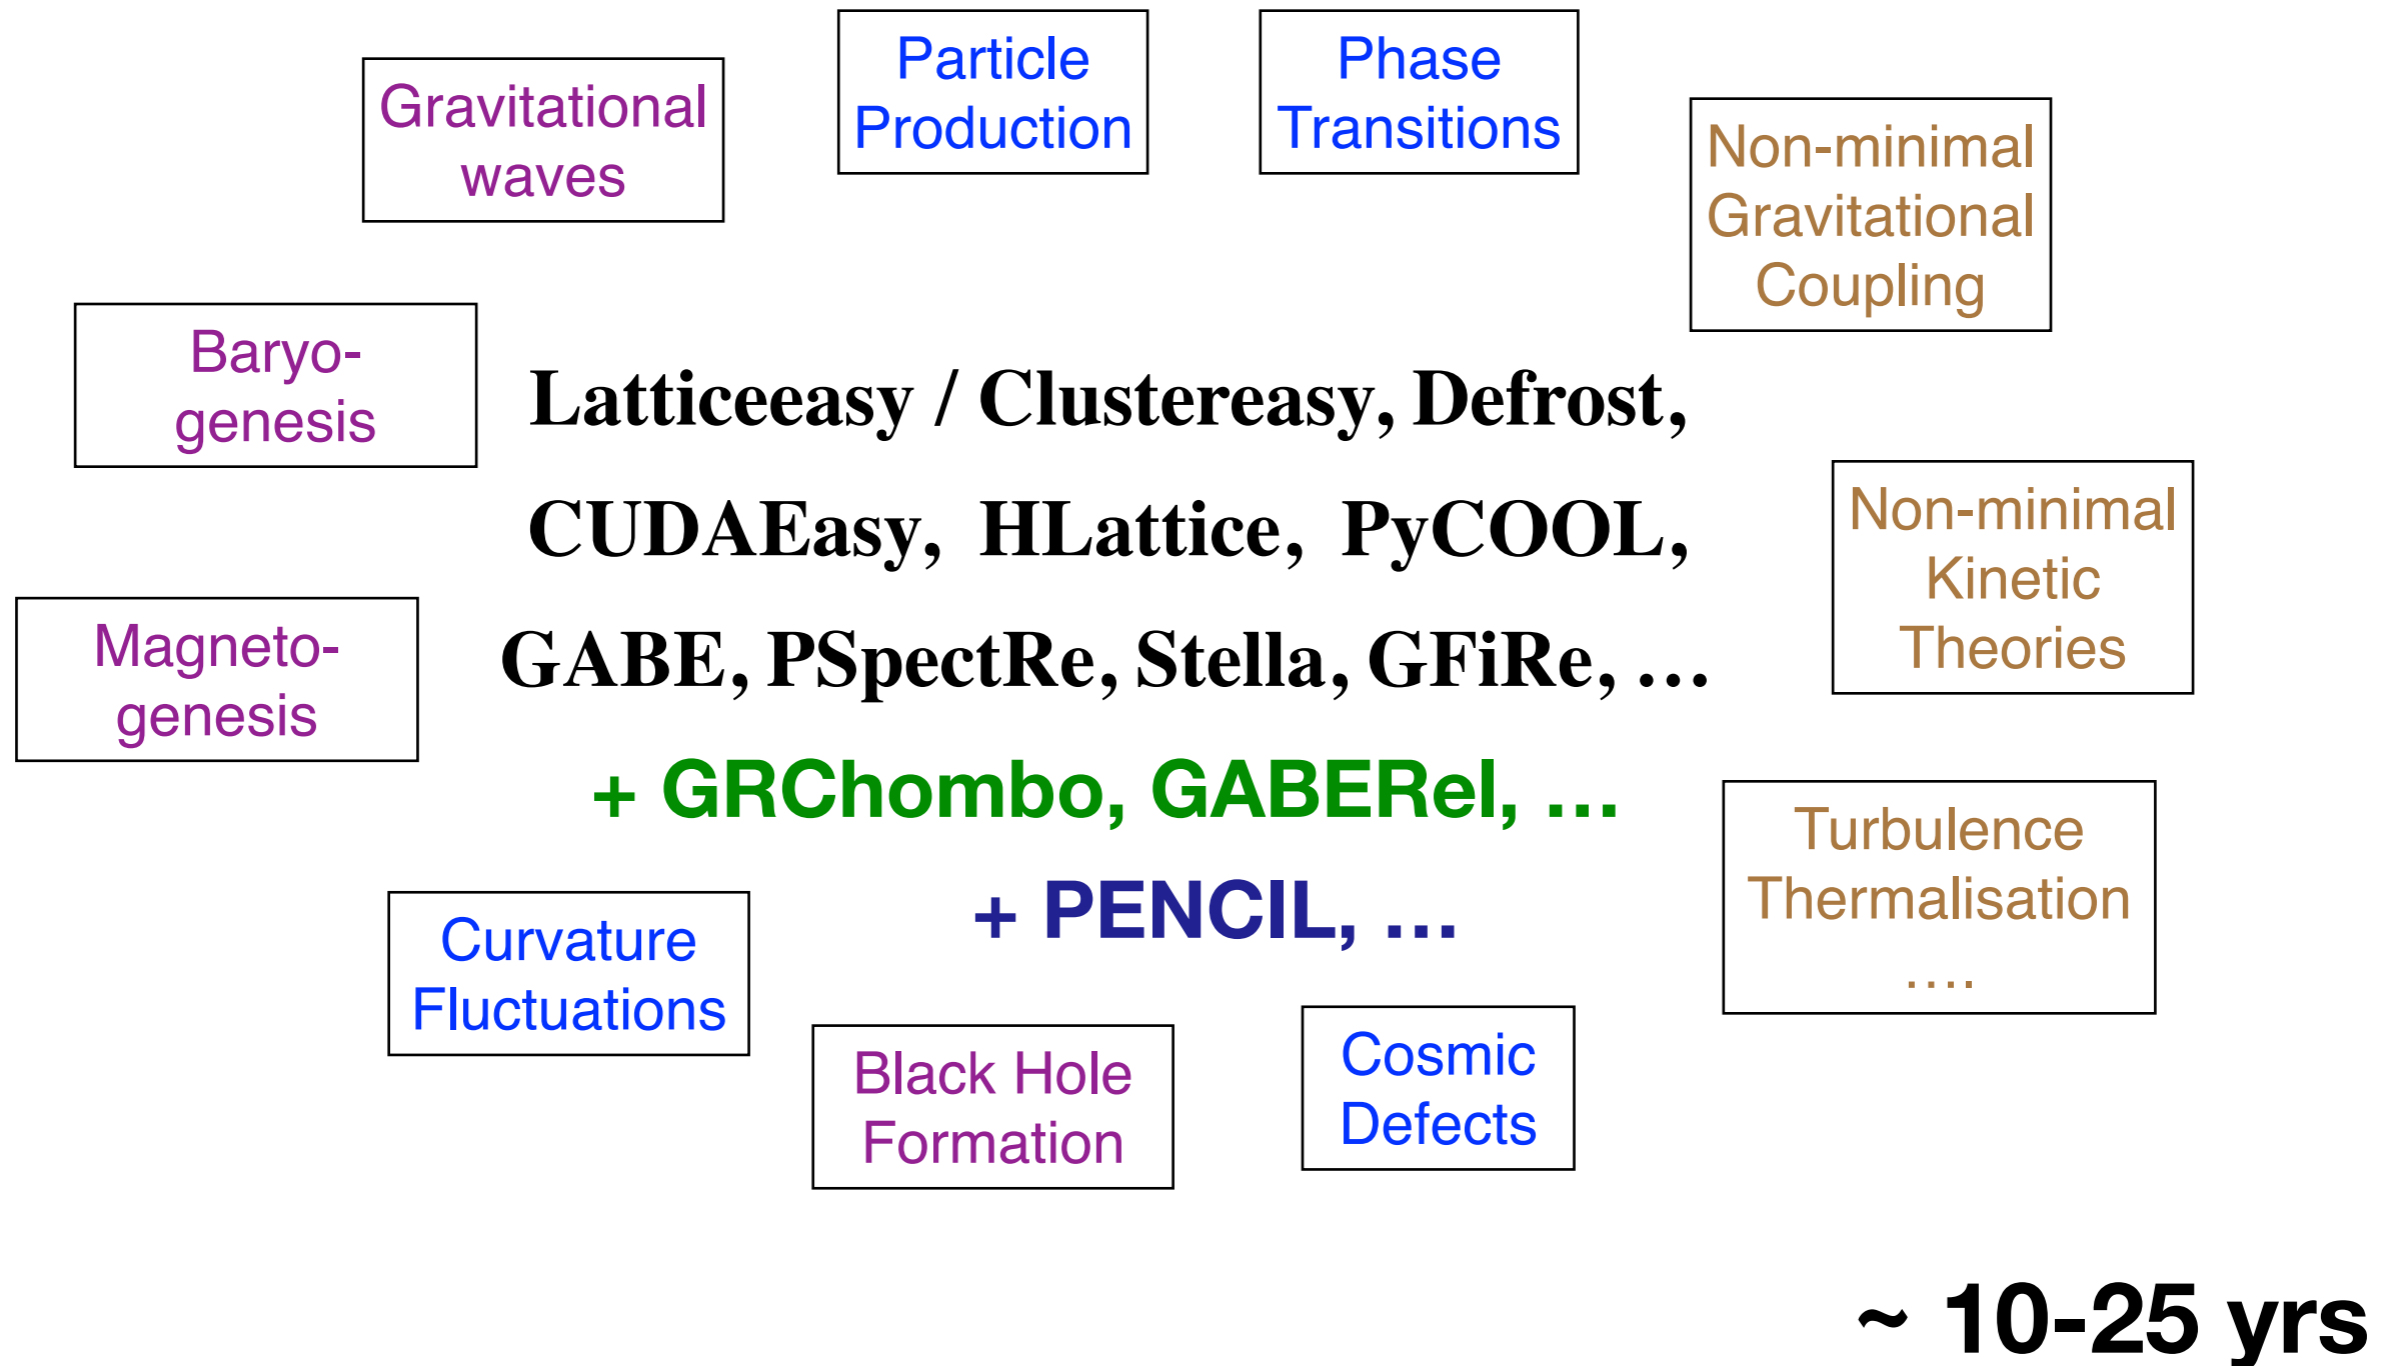 Gravitational
waves
Particle
Production
Phase
Transitions
Non-minimal
Gravitational
Coupling
Baryo-
genesis
Latticeeasy / Clustereasy, Defrost,
CUDAEasy, HLattice, PyCOOL,
GABE, PSpectRe, Stella, GFiRe, ...
+ GRChombo, GABERel, ...
+ PENCIL, ...
Non-minimal
Kinetic
Theories
Magneto-
genesis
Turbulence
Thermalisation
....
Curvature
Fluctuations
Black Hole
Formation
Cosmic
Defects
~ 10-25 yrs